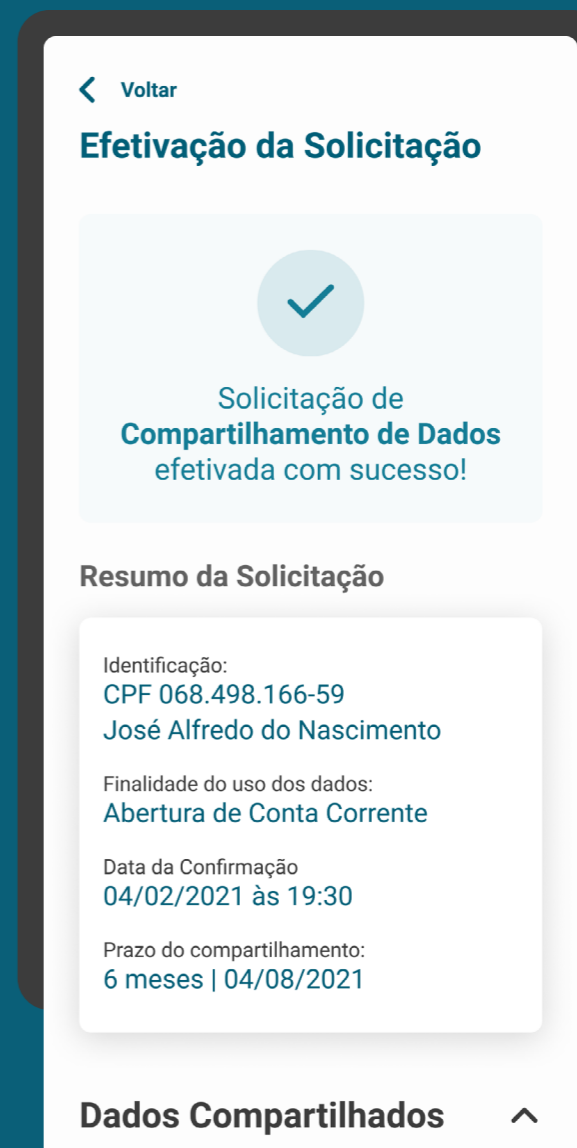 Voltar
Efetivação da Solicitação
Solicitação de
Compartilhamento de Dados
efetivada com sucesso!
Resumo da Solicitação
Identificação:
CPF 068.498.166-59
José Alfredo do Nascimento
Finalidade do uso dos dados:
Abertura de Conta Corrente
Data da Confirmação
04/02/2021 às 19:30
Prazo do compartilhamento:
6 meses | 04/08/2021
Dados Compartilhados